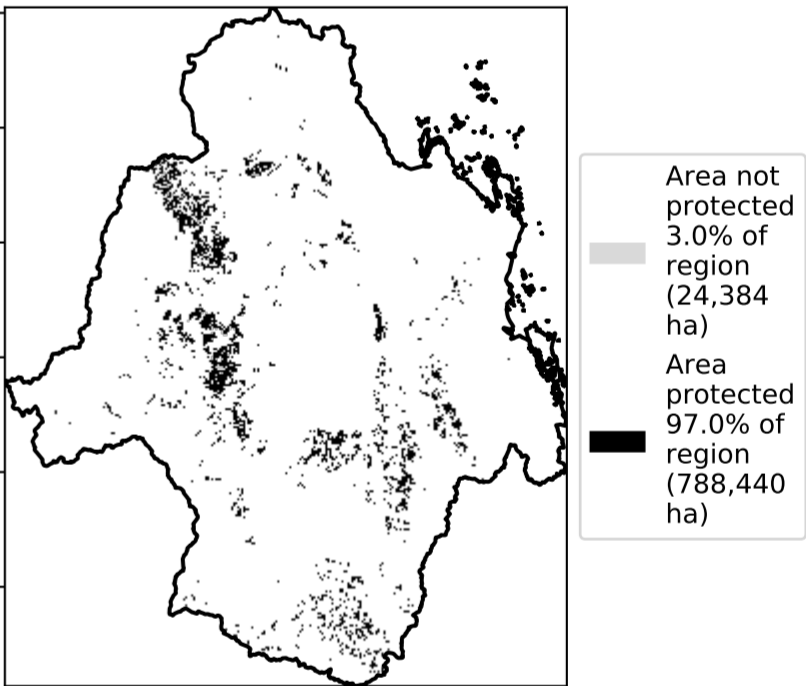 Area not
protected
3.0% of
region
(24,384
ha)
Area
protected
97.0% of
region
(788,440
ha)